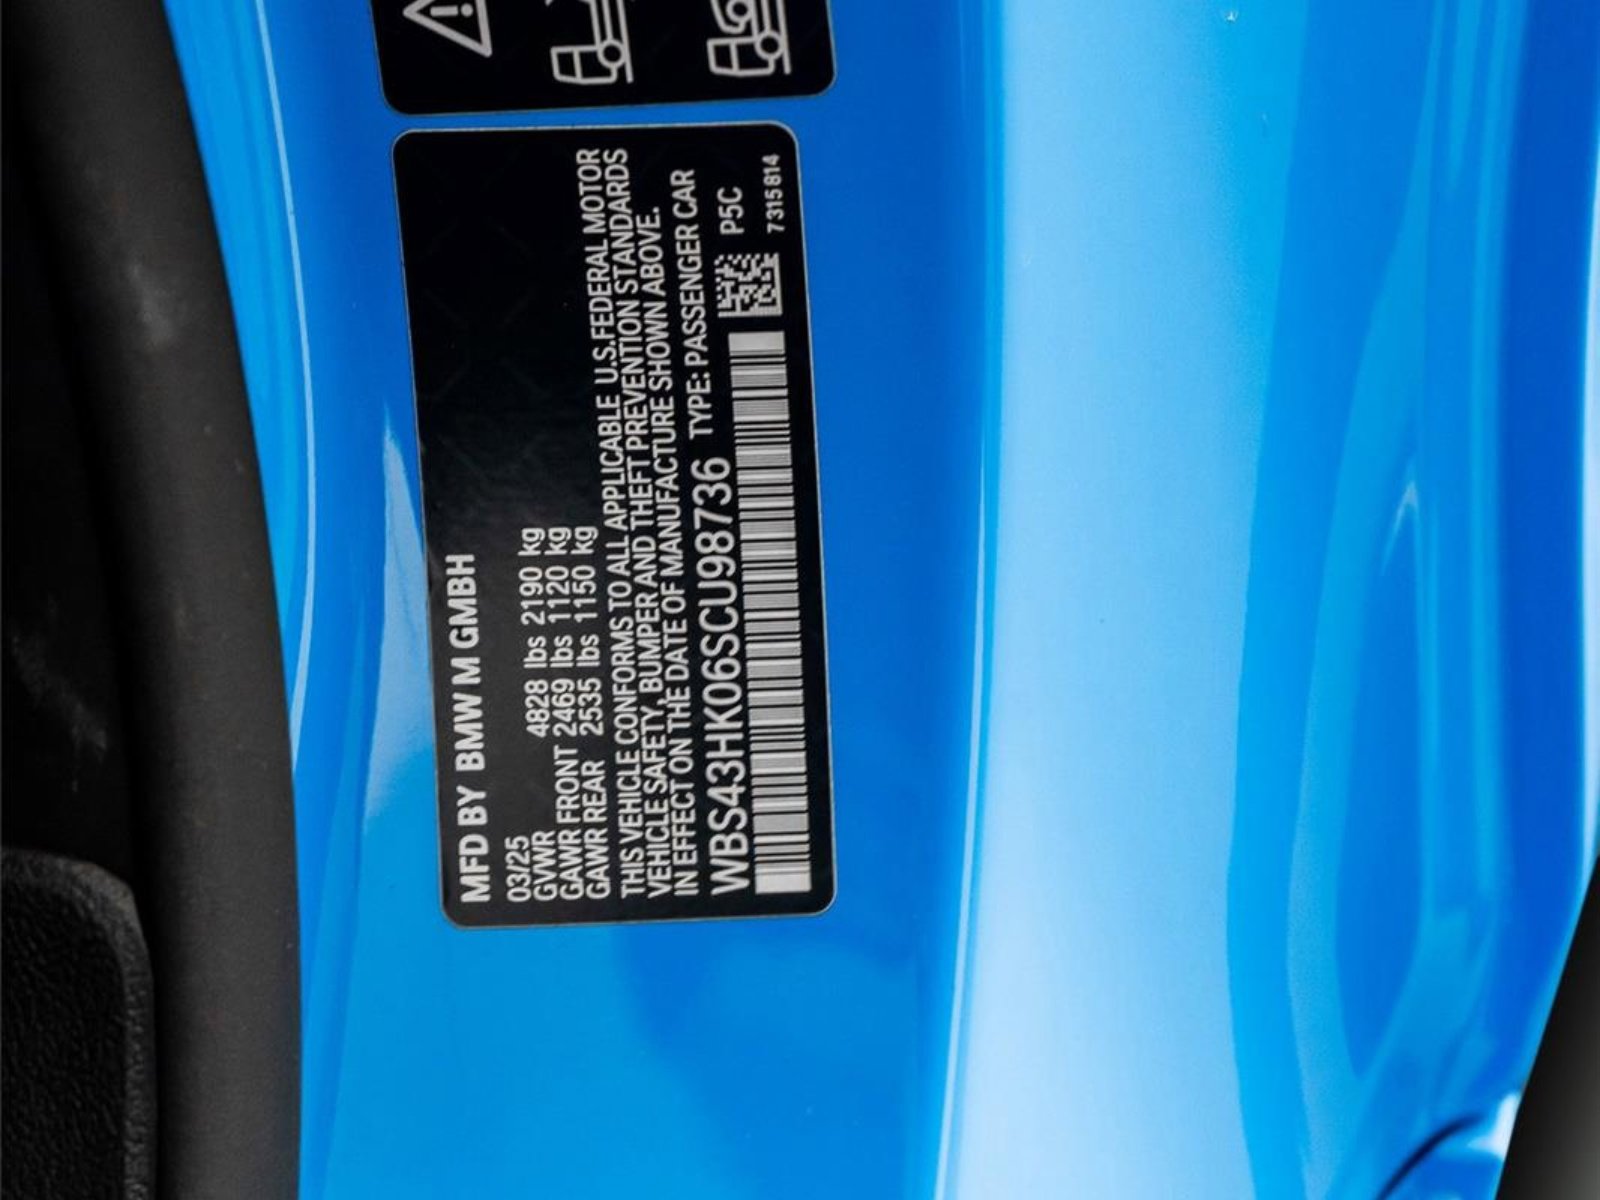 MFD BY BMW M GMBH
03/25
GVWR 4828 lbs 2190 kg
GAWR FRONT 2469 lbs 1120 kg
GAWR REAR 2535 lbs 1150 kg
THIS VEHICLE CONFORMS TO ALL APPLICABLE U.S.FEDERAL MOTOR
VEHICLE SAFETY, BUMPER AND THEFT PREVENTION STANDARDS
IN EFFECT ON THE DATE OF MANUFACTURE SHOWN ABOVE.
WBS43HK06SCU98736 TYPE: PASSENGER CAR
P5C
7315814